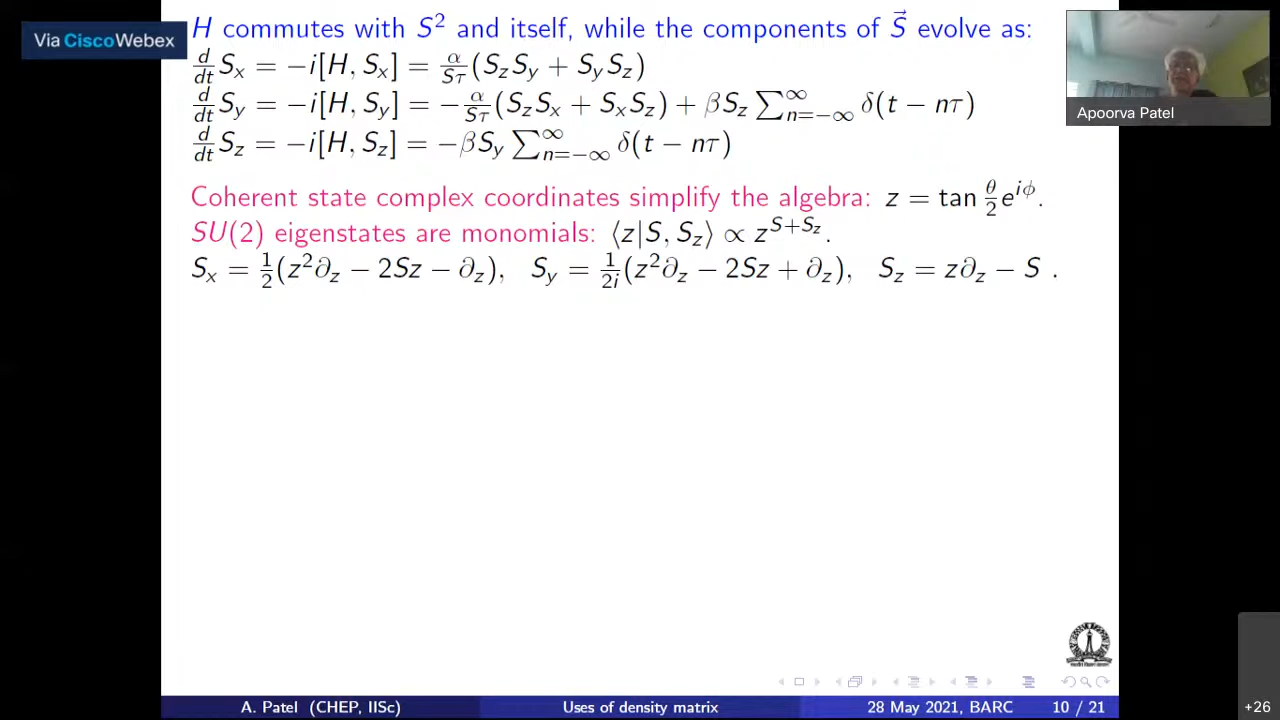 Via Cisco Webex
H commutes with S² and itself, while the components of S⃗ evolve as:
d/dt Sₓ = −i[H, Sₓ] = α/Sτ (S_z S_y + S_y S_z)
d/dt S_y = −i[H, S_y] = −α/Sτ (S_z Sₓ + Sₓ S_z) + βS_z ∑_{n=−∞}^{∞} δ(t − nτ)
d/dt S_z = −i[H, S_z] = −βS_y ∑_{n=−∞}^{∞} δ(t − nτ)
Coherent state complex coordinates simplify the algebra: z = tan θ/2 e^{iϕ}.
SU(2) eigenstates are monomials: ⟨z|S, S_z⟩ ∝ z^{S+S_z}.
Sₓ = 1/2 (z²∂_z − 2Sz − ∂_z), S_y = 1/2i (z²∂_z − 2Sz + ∂_z), S_z = z∂_z − S .
Apoorva Patel
A. Patel (CHEP, IISc) Uses of density matrix 28 May 2021, BARC 10 / 21
+26